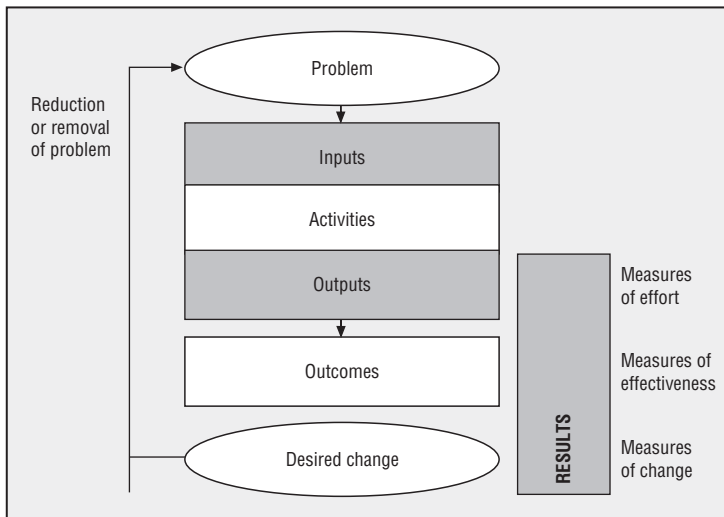 Problem
Reduction
or removal
of problem
Inputs
Activities
Outputs
Measures
of effort
Outcomes
Measures of
effectiveness
Desired change
RESULTS
Measures
of change